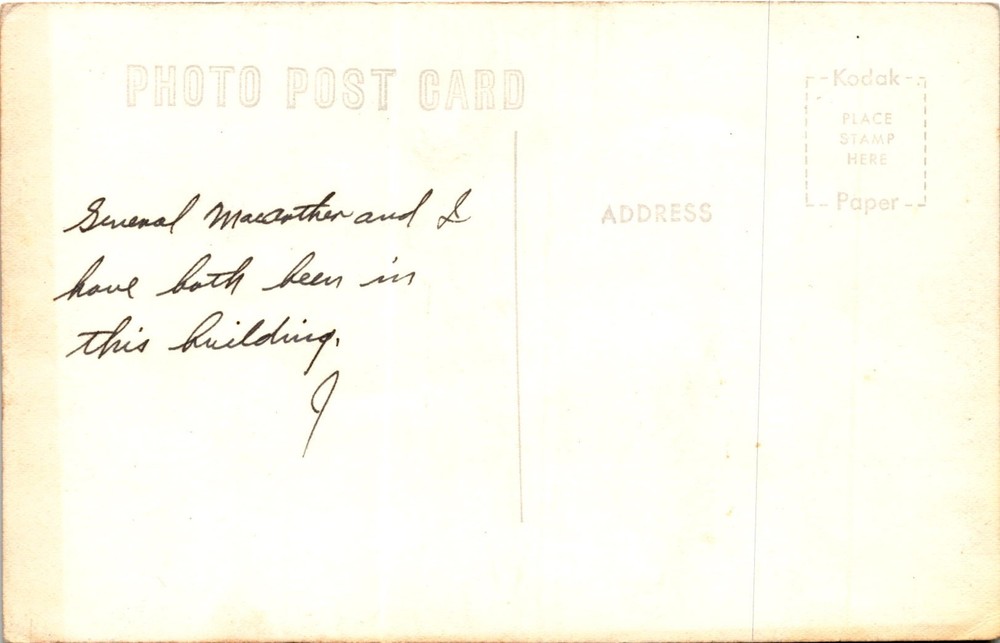 PHOTO POST CARD
Kodak
PLACE
STAMP
HERE
Paper
ADDRESS
General Macarther and I
have both been in
this building.
J